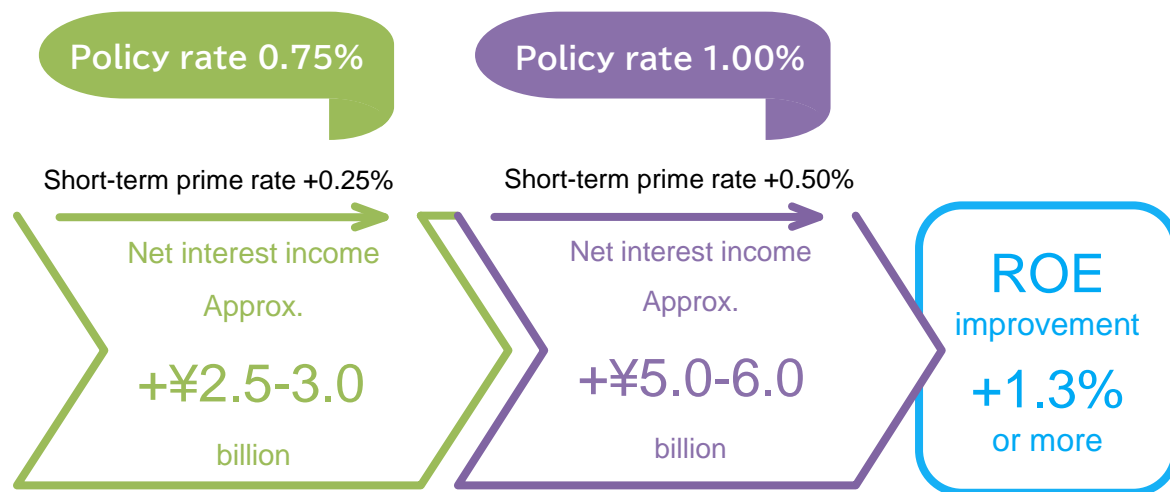 Policy rate 0.75%
Policy rate 1.00%
Short-term prime rate +0.25%
Short-term prime rate +0.50%
Net interest income
Approx.
+¥2.5-3.0
billion
Net interest income
Approx.
+¥5.0-6.0
billion
ROE
improvement
+1.3%
or more